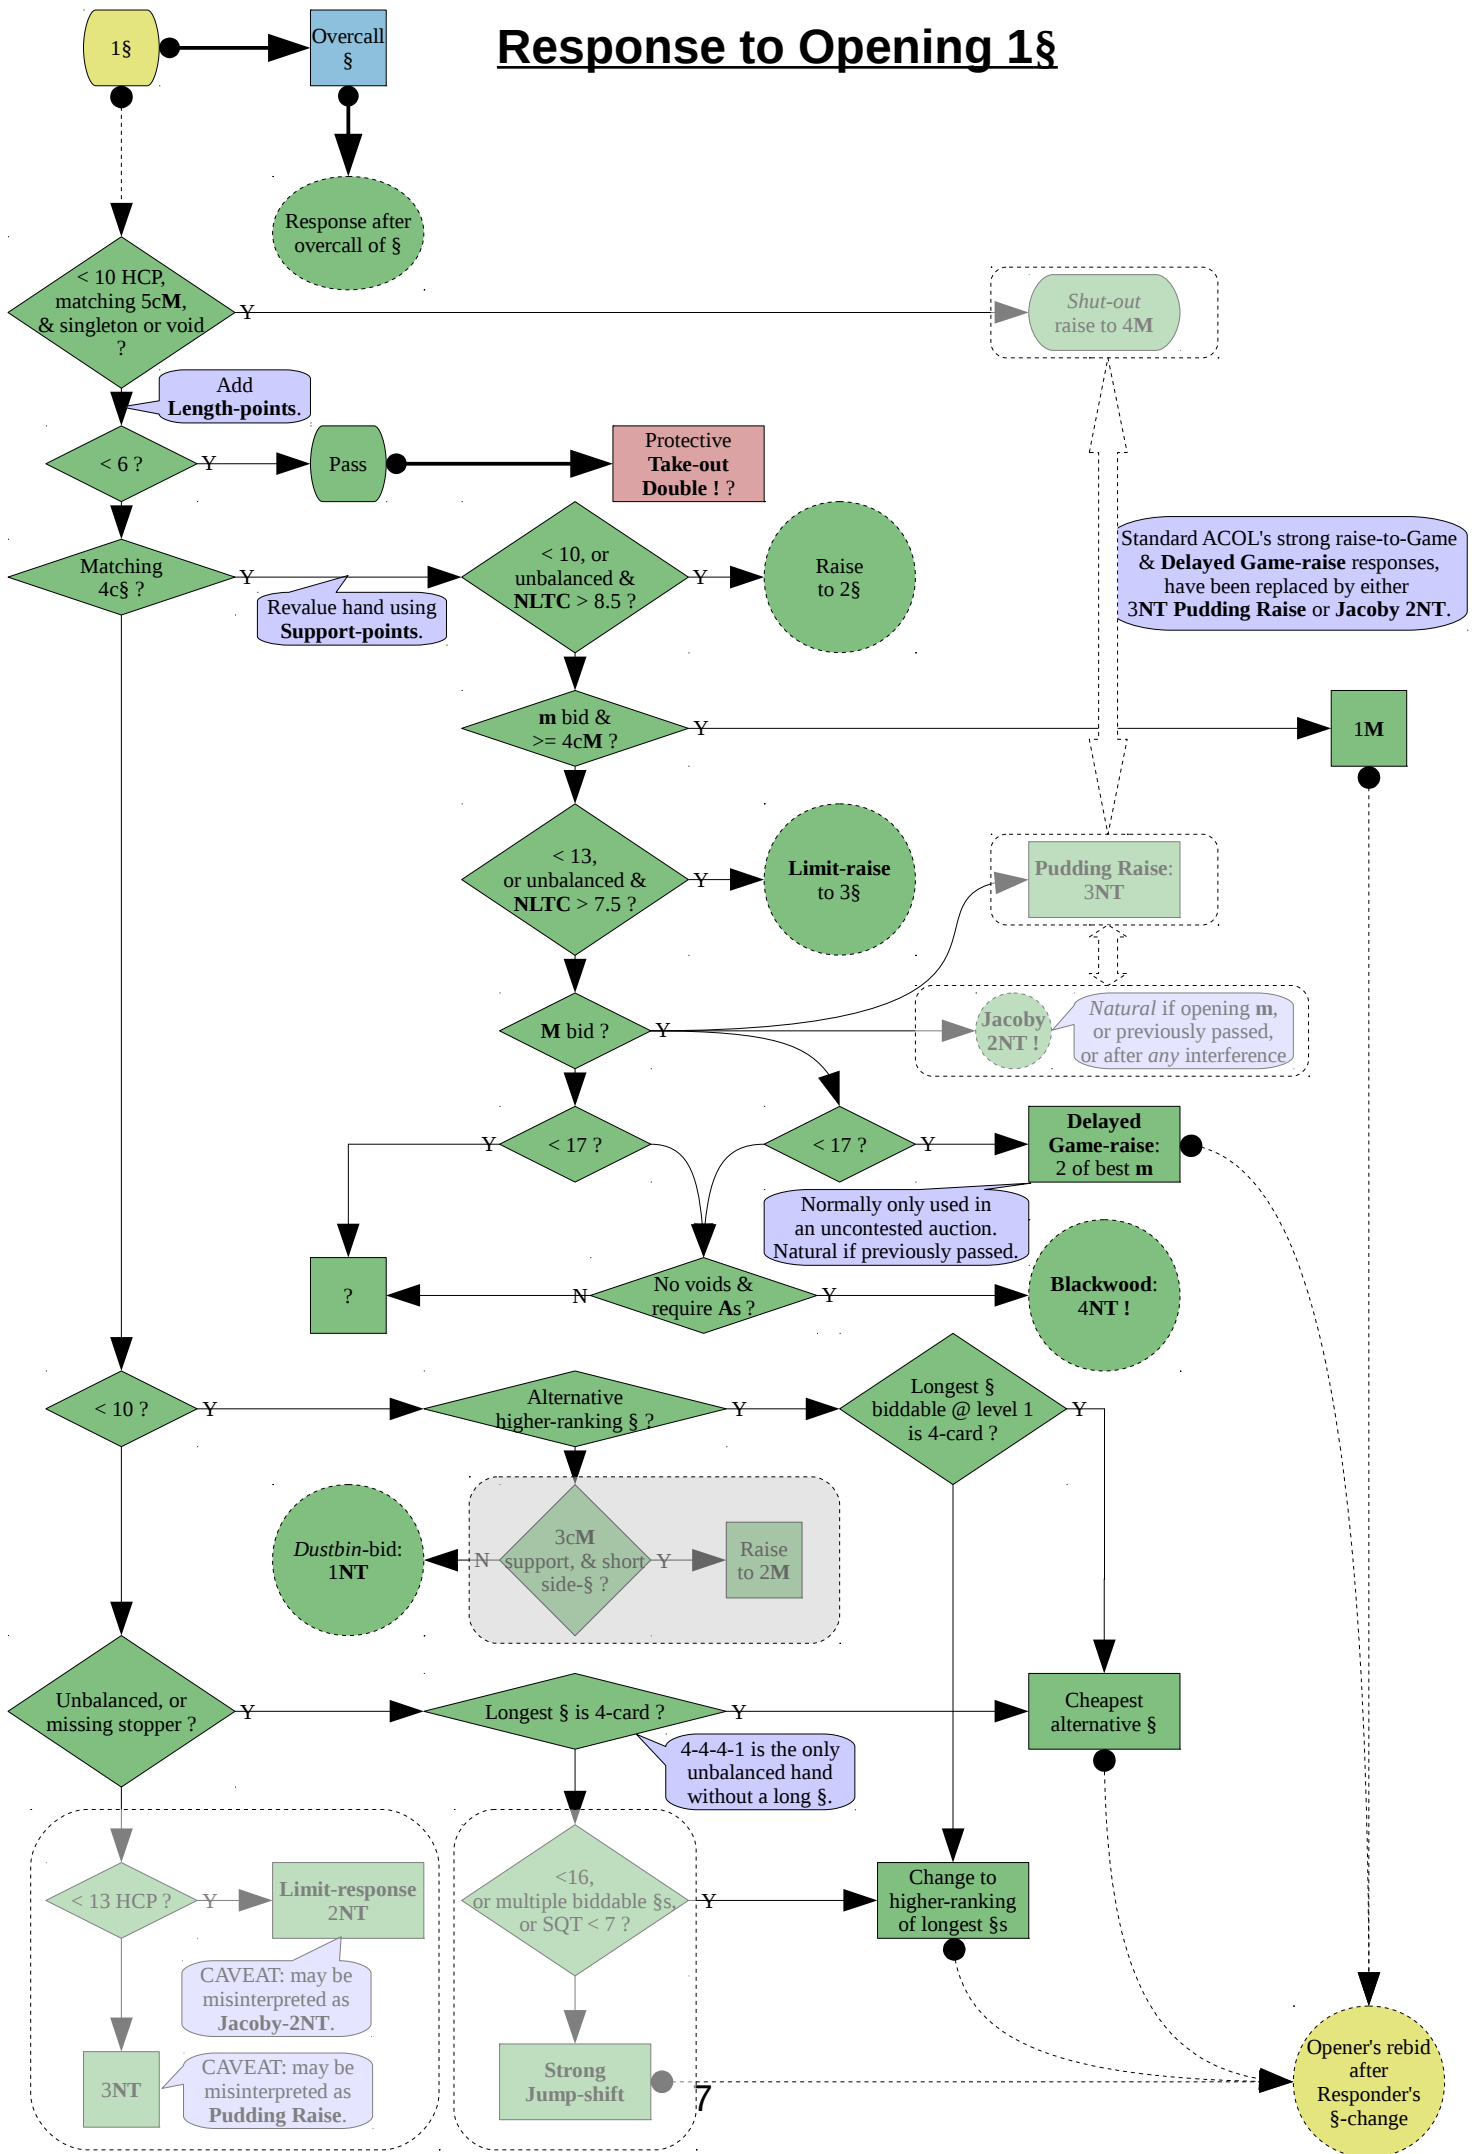 Response to Opening 1§
1§
Overcall
§
Response after
overcall of §
< 10 HCP,
matching 5cM,
& singleton or void
?
Y
Shut-out
raise to 4M
Add
Length-points.
< 6 ?
Y
Pass
Protective
Take-out
Double ! ?
Matching
4c§ ?
Y
Revalue hand using
Support-points.
< 10, or
unbalanced &
NLTC > 8.5 ?
Y
Raise
to 2§
Standard ACOL's strong raise-to-Game
& Delayed Game-raise responses,
have been replaced by either
3NT Pudding Raise or Jacoby 2NT.
m bid &
>= 4cM ?
Y
1M
< 13,
or unbalanced &
NLTC > 7.5 ?
Y
Limit-raise
to 3§
Pudding Raise:
3NT
M bid ?
Y
Jacoby
2NT !
Natural if opening m,
or previously passed,
or after any interference
Y
< 17 ?
< 17 ?
Y
Delayed
Game-raise:
2 of best m
Normally only used in
an uncontested auction.
Natural if previously passed.
?
N
No voids &
require As ?
Y
Blackwood:
4NT !
< 10 ?
Y
Alternative
higher-ranking § ?
Y
Longest §
biddable @ level 1
is 4-card ?
Y
Dustbin-bid:
1NT
N
3cM
support, & short
side-§ ?
Y
Raise
to 2M
Unbalanced, or
missing stopper ?
Y
Longest § is 4-card ?
Y
Cheapest
alternative §
4-4-4-1 is the only
unbalanced hand
without a long §.
< 13 HCP ?
Y
Limit-response
2NT
<16,
or multiple biddable §s,
or SQT < 7 ?
Y
Change to
higher-ranking
of longest §s
CAVEAT: may be
misinterpreted as
Jacoby-2NT.
3NT
CAVEAT: may be
misinterpreted as
Pudding Raise.
Strong
Jump-shift
7
Opener's rebid
after
Responder's
§-change